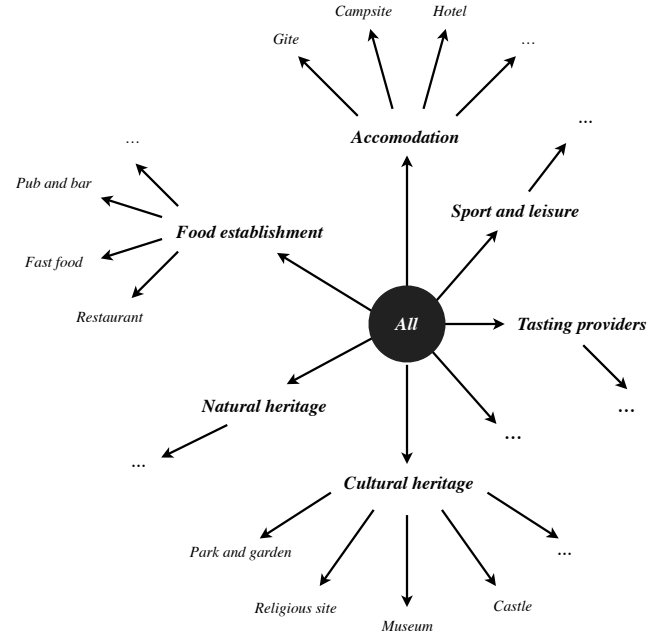 Campsite
Hotel
Gite
...
Accomodation
...
...
Pub and bar
Sport and leisure
Food establishment
Fast food
Restaurant
All
Tasting providers
Natural heritage
...
...
...
Cultural heritage
Park and garden
...
Religious site
Castle
Museum